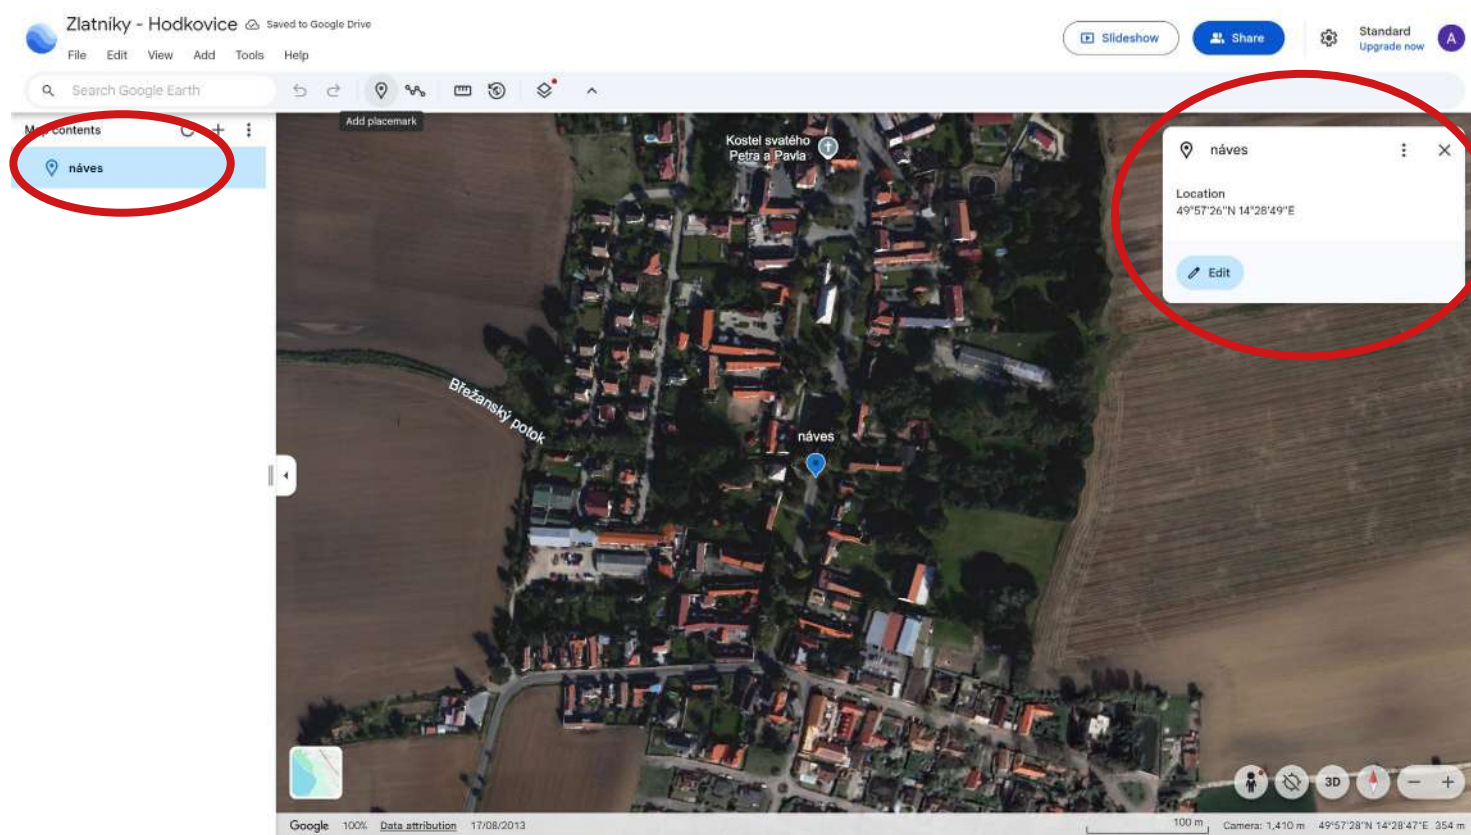 Zlatníky - Hodkovice
Saved to Google Drive
File Edit View Add Tools Help
Slideshow
Share
Standard
Upgrade now
A
Search Google Earth
Add placemark
Map contents
náves
Kostel svatého
Petra a Pavla
náves
Location
49°57'26"N 14°28'49"E
Edit
Břežanský potok
náves
3D
Google 100% Data attribution 17/08/2013
100 m
Camera: 1,410 m 49°57'28"N 14°28'47"E 354 m